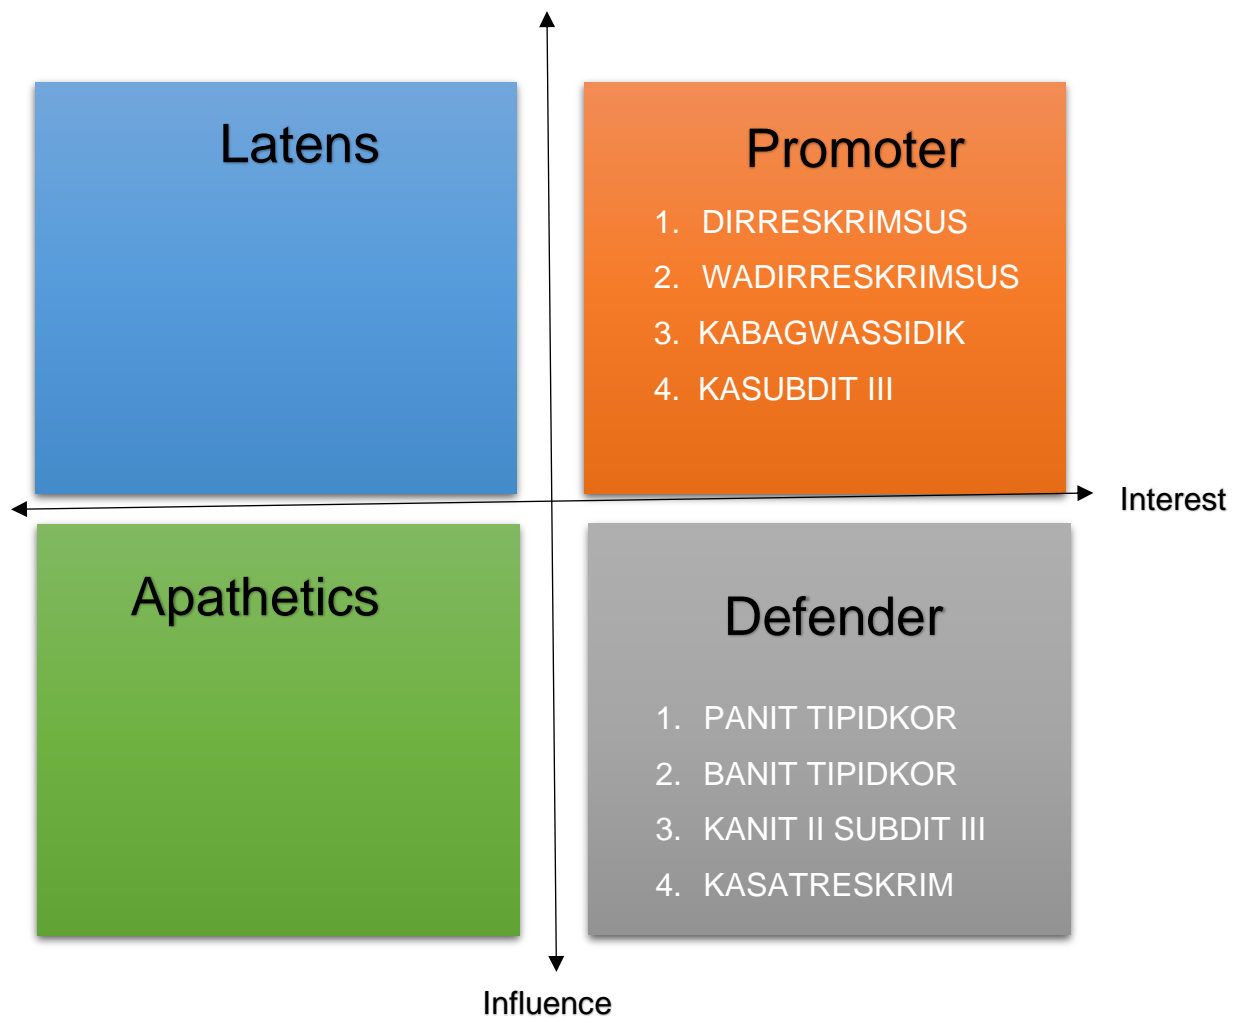 Latens
Promoter
1. DIRRESKRIMSUS
2. WADIRRESKRIMSUS
3. KABAGWASSIDIK
4. KASUBDIT III
Interest
Apathetics
Defender
1. PANIT TIPIDKOR
2. BANIT TIPIDKOR
3. KANIT II SUBDIT III
4. KASATRESKRIM
Influence